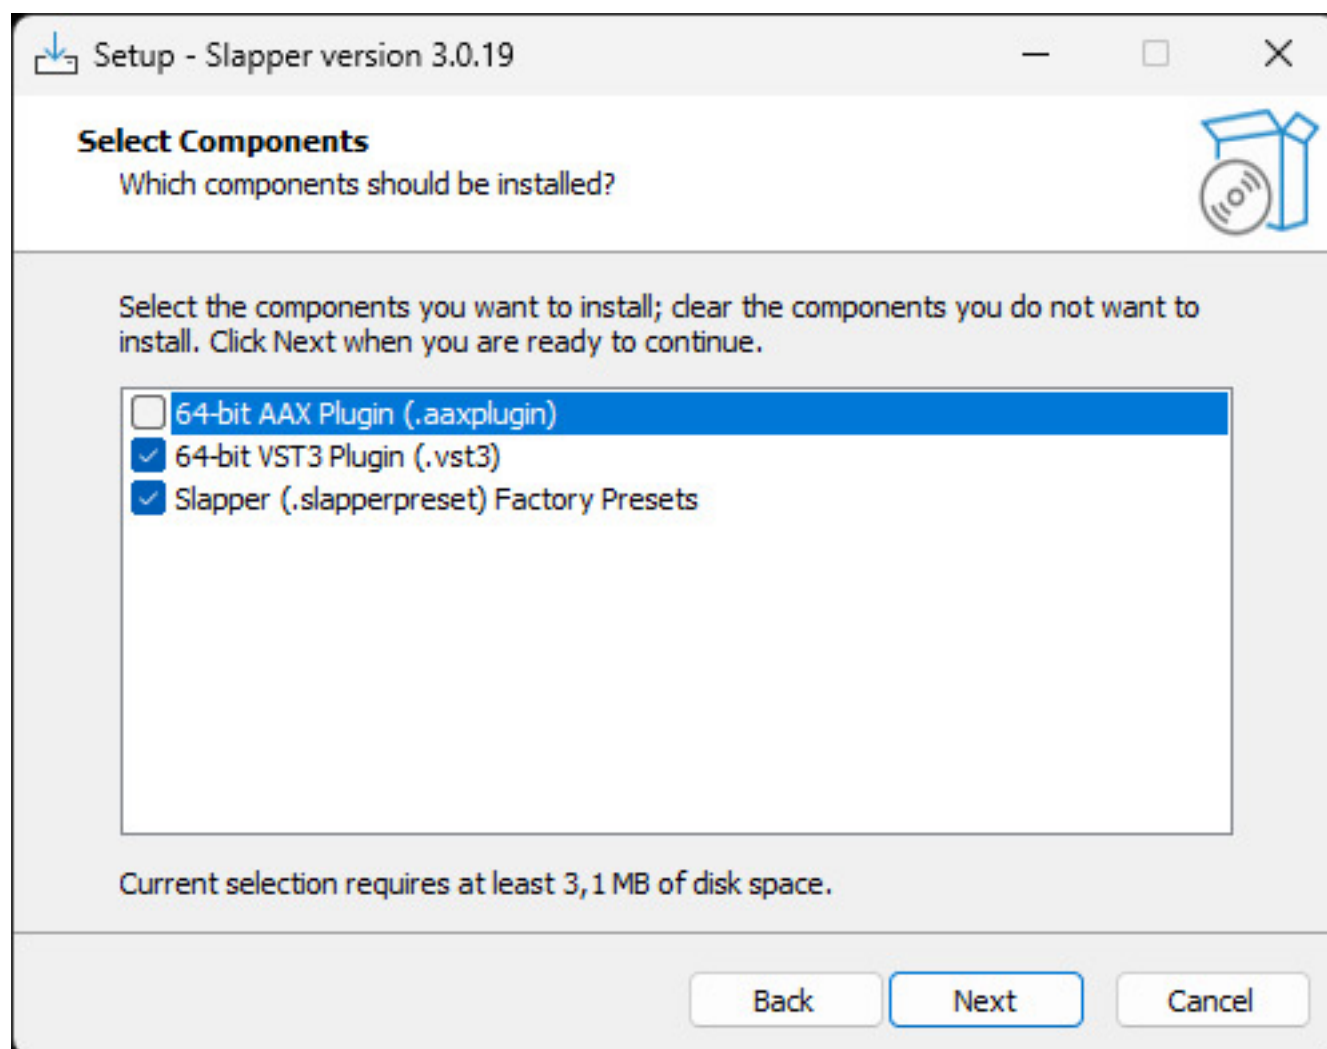 Setup - Slapper version 3.0.19
Select Components
Which components should be installed?
Select the components you want to install; clear the components you do not want to
install. Click Next when you are ready to continue.
64-bit AAX Plugin (.aaxplugin)
64-bit VST3 Plugin (.vst3)
Slapper (.slapperpreset) Factory Presets
Current selection requires at least 3,1 MB of disk space.
Back Next Cancel